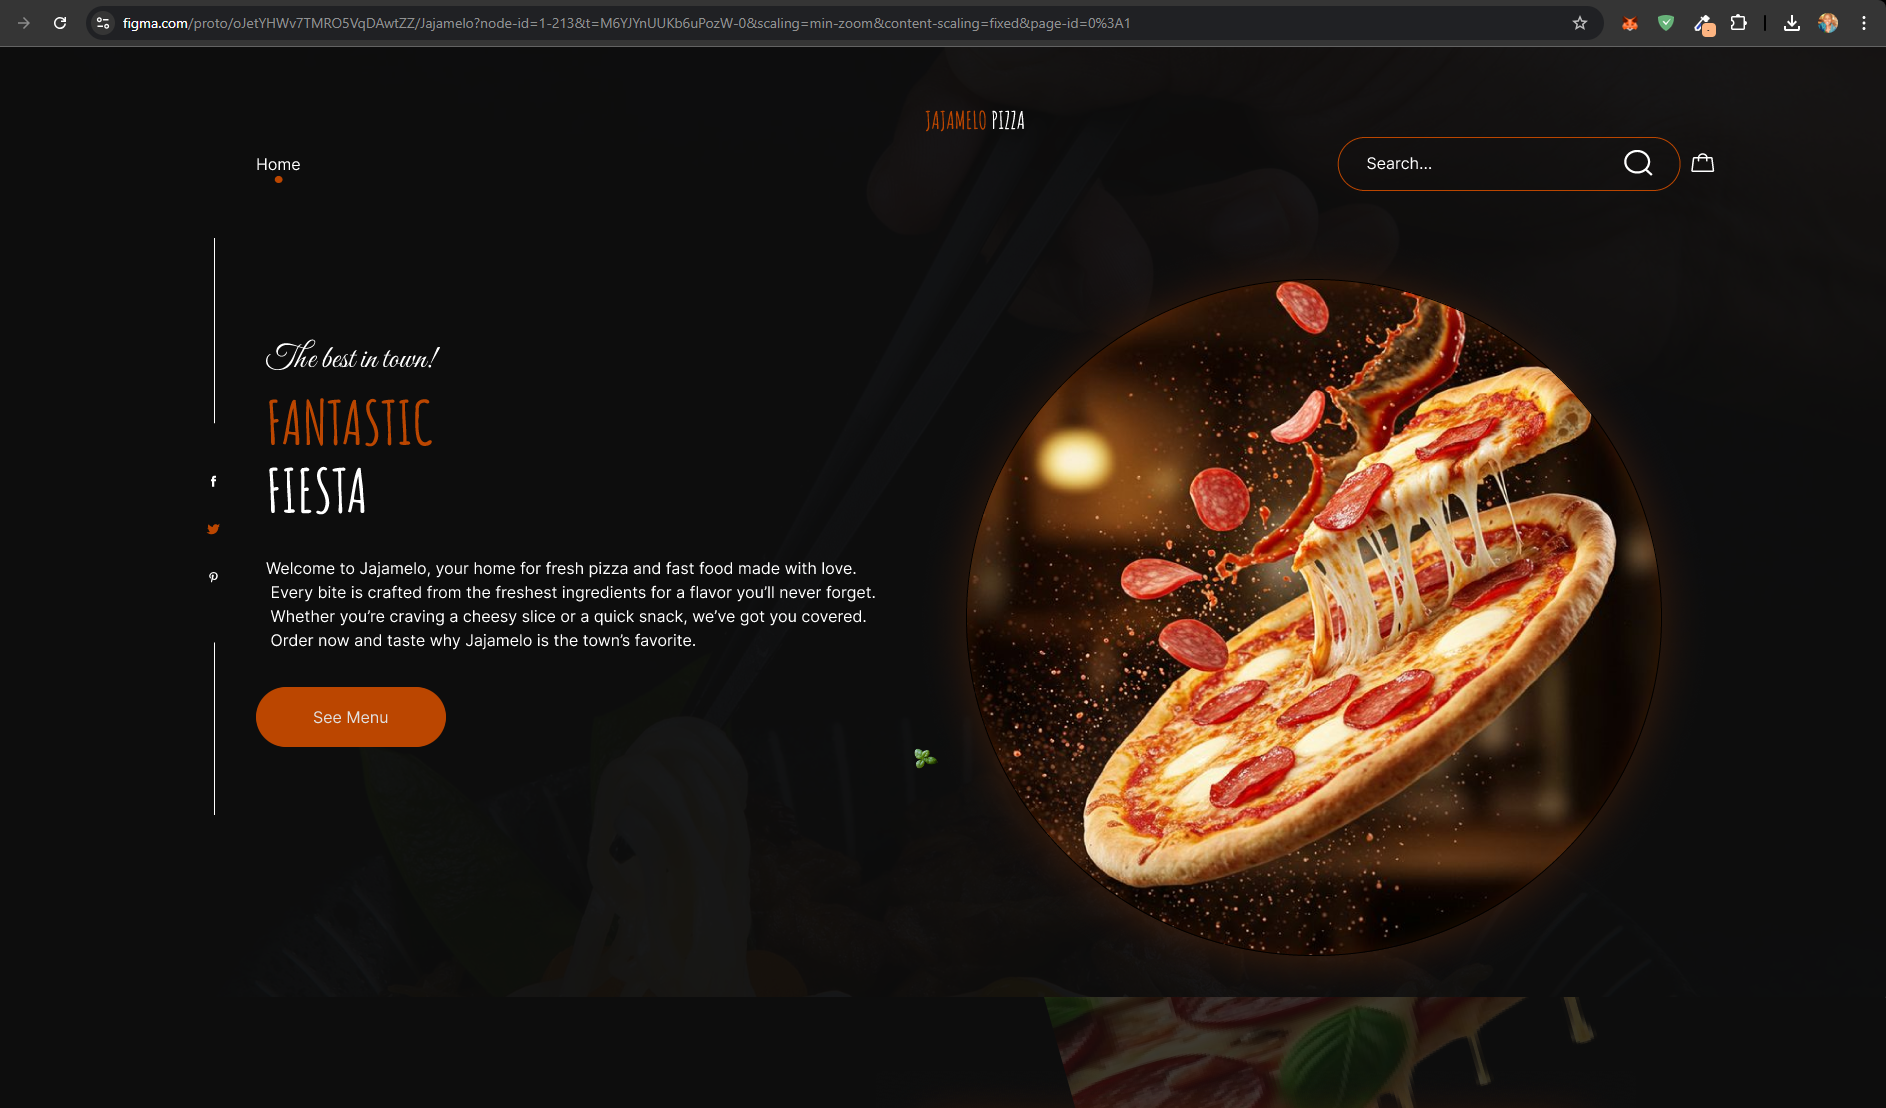 figma.com/proto/oJetYHWv7TMRO5VqDAwtZZ/Jajamelo?node-id=1-213&t=M6YJYnUUKb6uPozW-0&scaling=min-zoom&content-scaling=fixed&page-id=0%3A1
JAJAMELO PIZZA
Home
Search...
The best in town!
FANTASTIC
FIESTA
Welcome to Jajamelo, your home for fresh pizza and fast food made with love.
Every bite is crafted from the freshest ingredients for a flavor you’ll never forget.
Whether you’re craving a cheesy slice or a quick snack, we’ve got you covered.
Order now and taste why Jajamelo is the town’s favorite.
See Menu